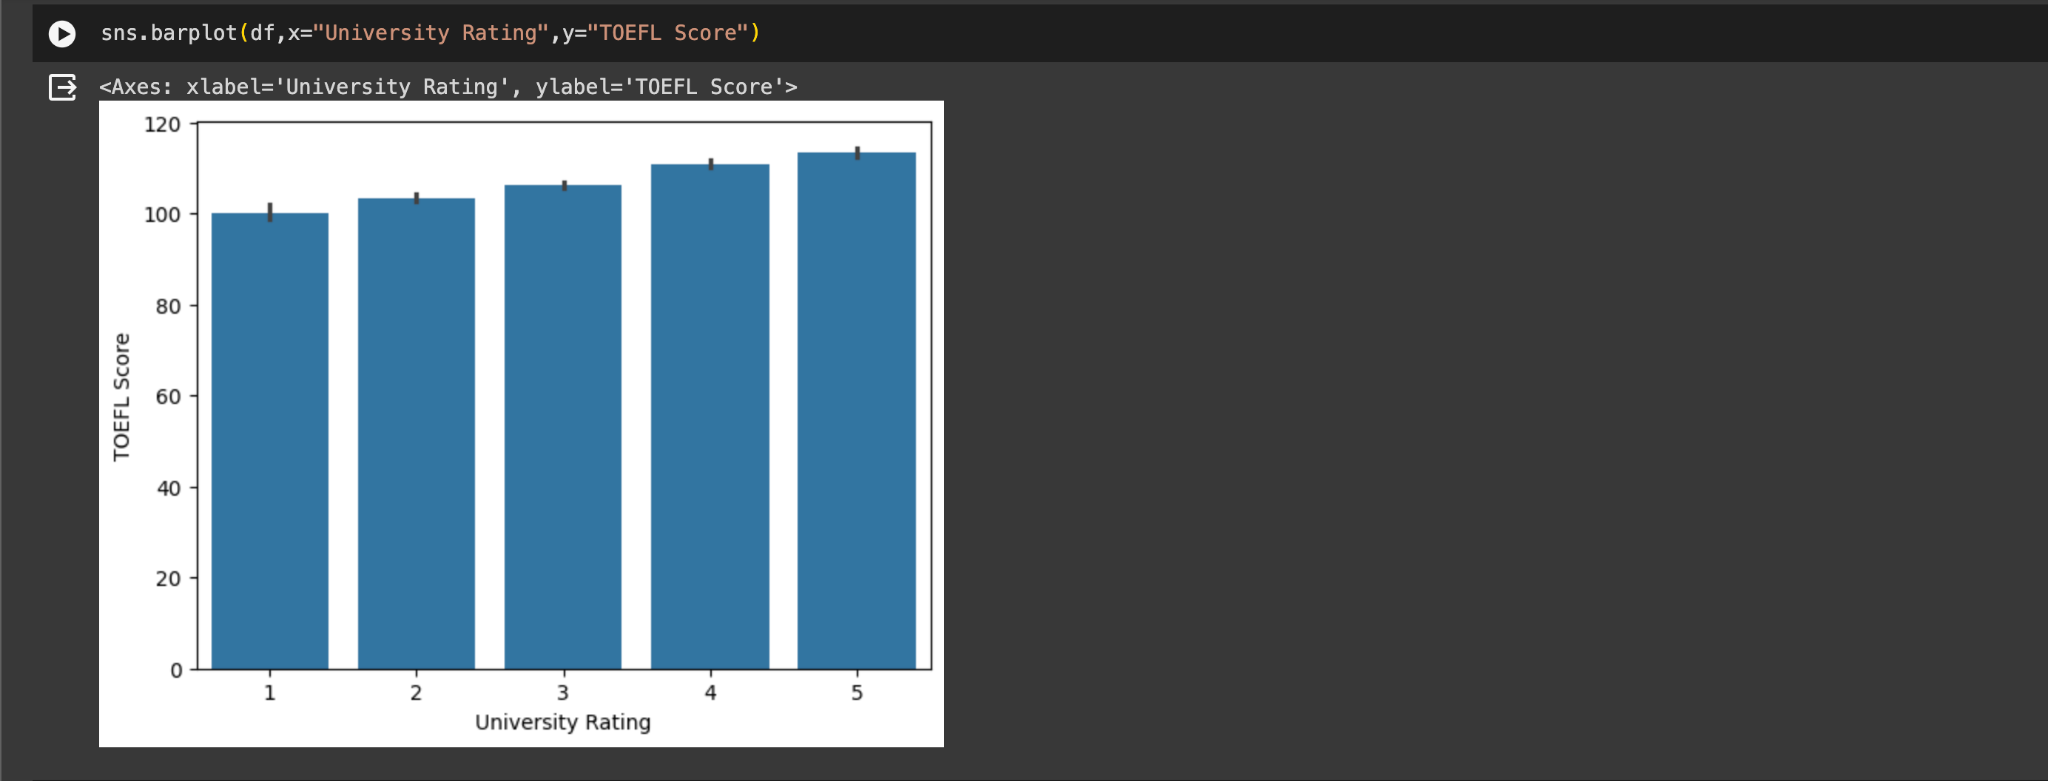 sns.barplot(df,x="University Rating",y="TOEFL Score")
<Axes: xlabel='University Rating', ylabel='TOEFL Score'>
120
100
80
60
40
20
0
TOEFL Score
1 2 3 4 5
University Rating